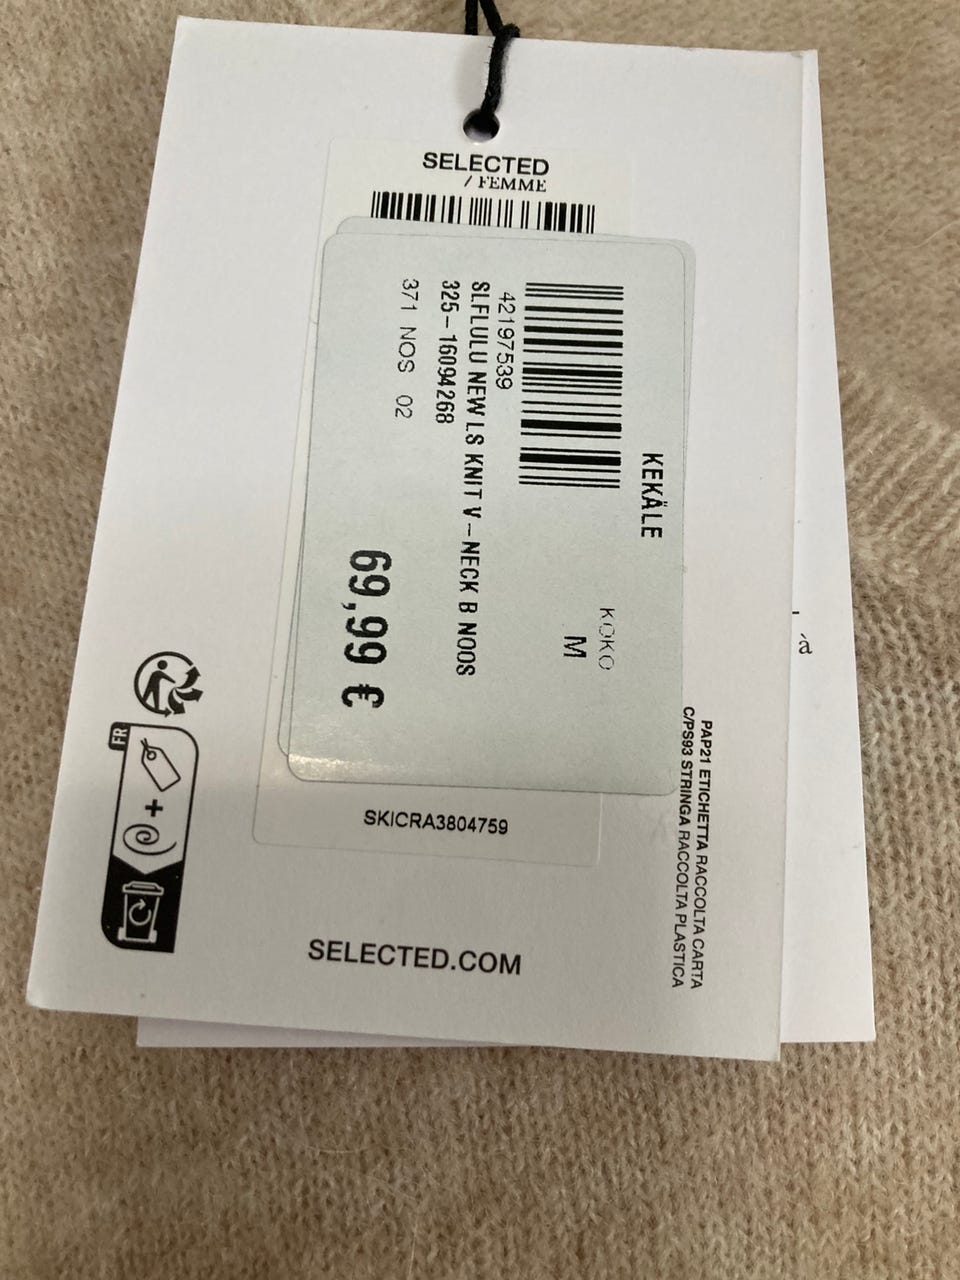 SELECTED
/ FEMME
KEKÄLE
KOKO
M
42197539
SLFLULU NEW LS KNIT V-NECK B NOOS
325-16094268
371 NOS 02
69,99 €
SKICRA3804759
FR
PAP21 ETICHETTA RACCOLTA CARTA
C/PS93 STRINGA RACCOLTA PLASTICA
SELECTED.COM
à